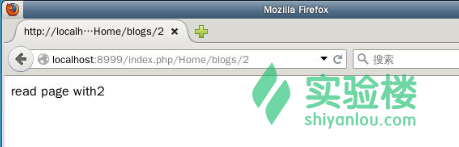 Mozilla Firefox
http://localh···Home/blogs/2
localhost:8999/index.php/Home/blogs/2
搜索
read page with2
实验楼
shiyanlou.com